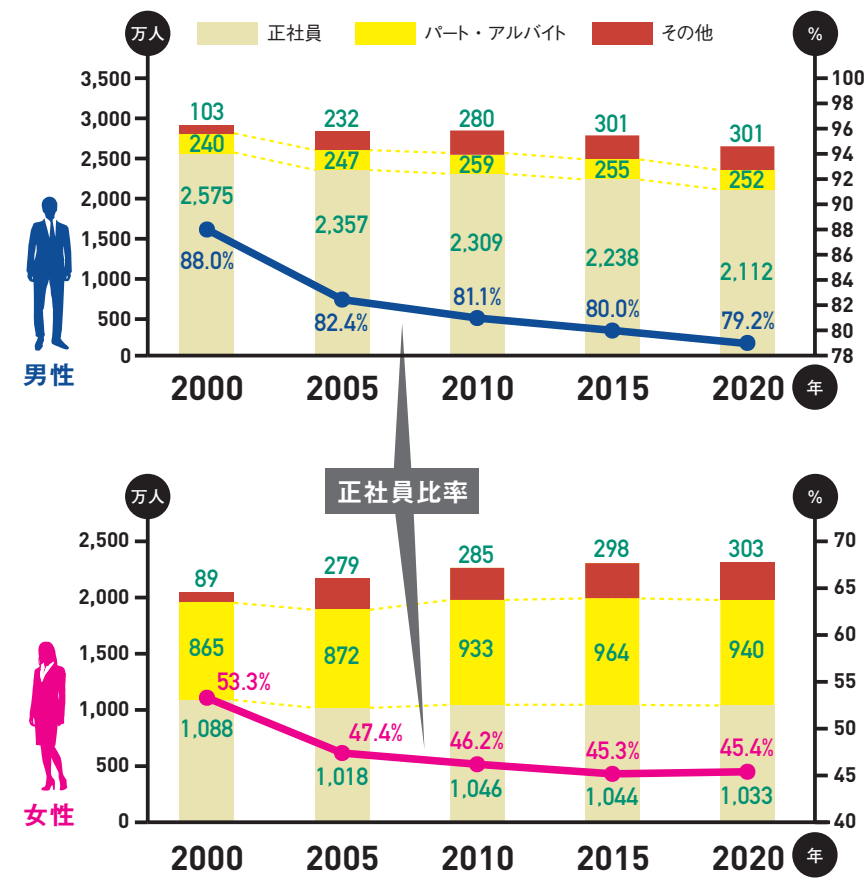 万人 正社員 パート・アルバイト その他 %
3,500 100
98
3,000 103 232 280 301 301 96
240 247 259 255 252 94
2,500 92
2,000 2,575 2,357 2,309 2,238 2,112 90
1,500 88
88.0% 82.4% 81.1% 80.0% 79.2% 86
1,000 84
500 82
80
0 78
男性
2000 2005 2010 2015 2020 年
正社員比率
万人 %
2,500 89 279 285 298 303 70
2,000 65
865 872 933 964 940
1,500 60
53.3% 47.4% 46.2% 45.3% 45.4% 55
1,000 1,088 1,018 1,046 1,044 1,033 50
500 45
0 40
女性
2000 2005 2010 2015 2020 年